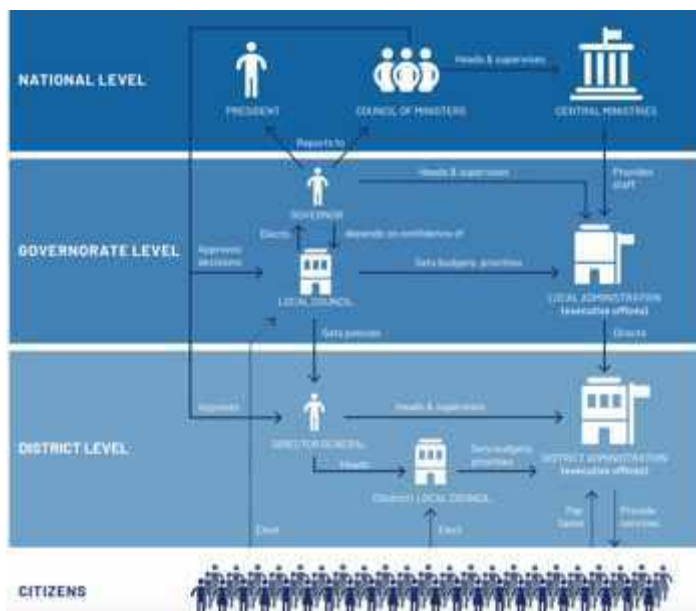 NATIONAL LEVEL
PRESIDENT
COUNCIL OF MINISTERS
Heads & supervises
CENTRAL MINISTRIES
Reports to
Provides
staff
GOVERNORATE LEVEL
GOVERNOR
Heads & supervises
Elects
depends on confidence of
Approves
decisions
LOCAL COUNCIL
Sets budgets, priorities
LOCAL ADMINISTRATION
(executive offices)
Sets policies
Directs
DISTRICT LEVEL
Appoints
DIRECTOR GENERAL
Heads & supervises
Heads
(District) LOCAL COUNCIL
Sets budgets,
priorities
DISTRICT ADMINISTRATION
(executive offices)
Elect
Elect
Pay
taxes
Provide
services
CITIZENS